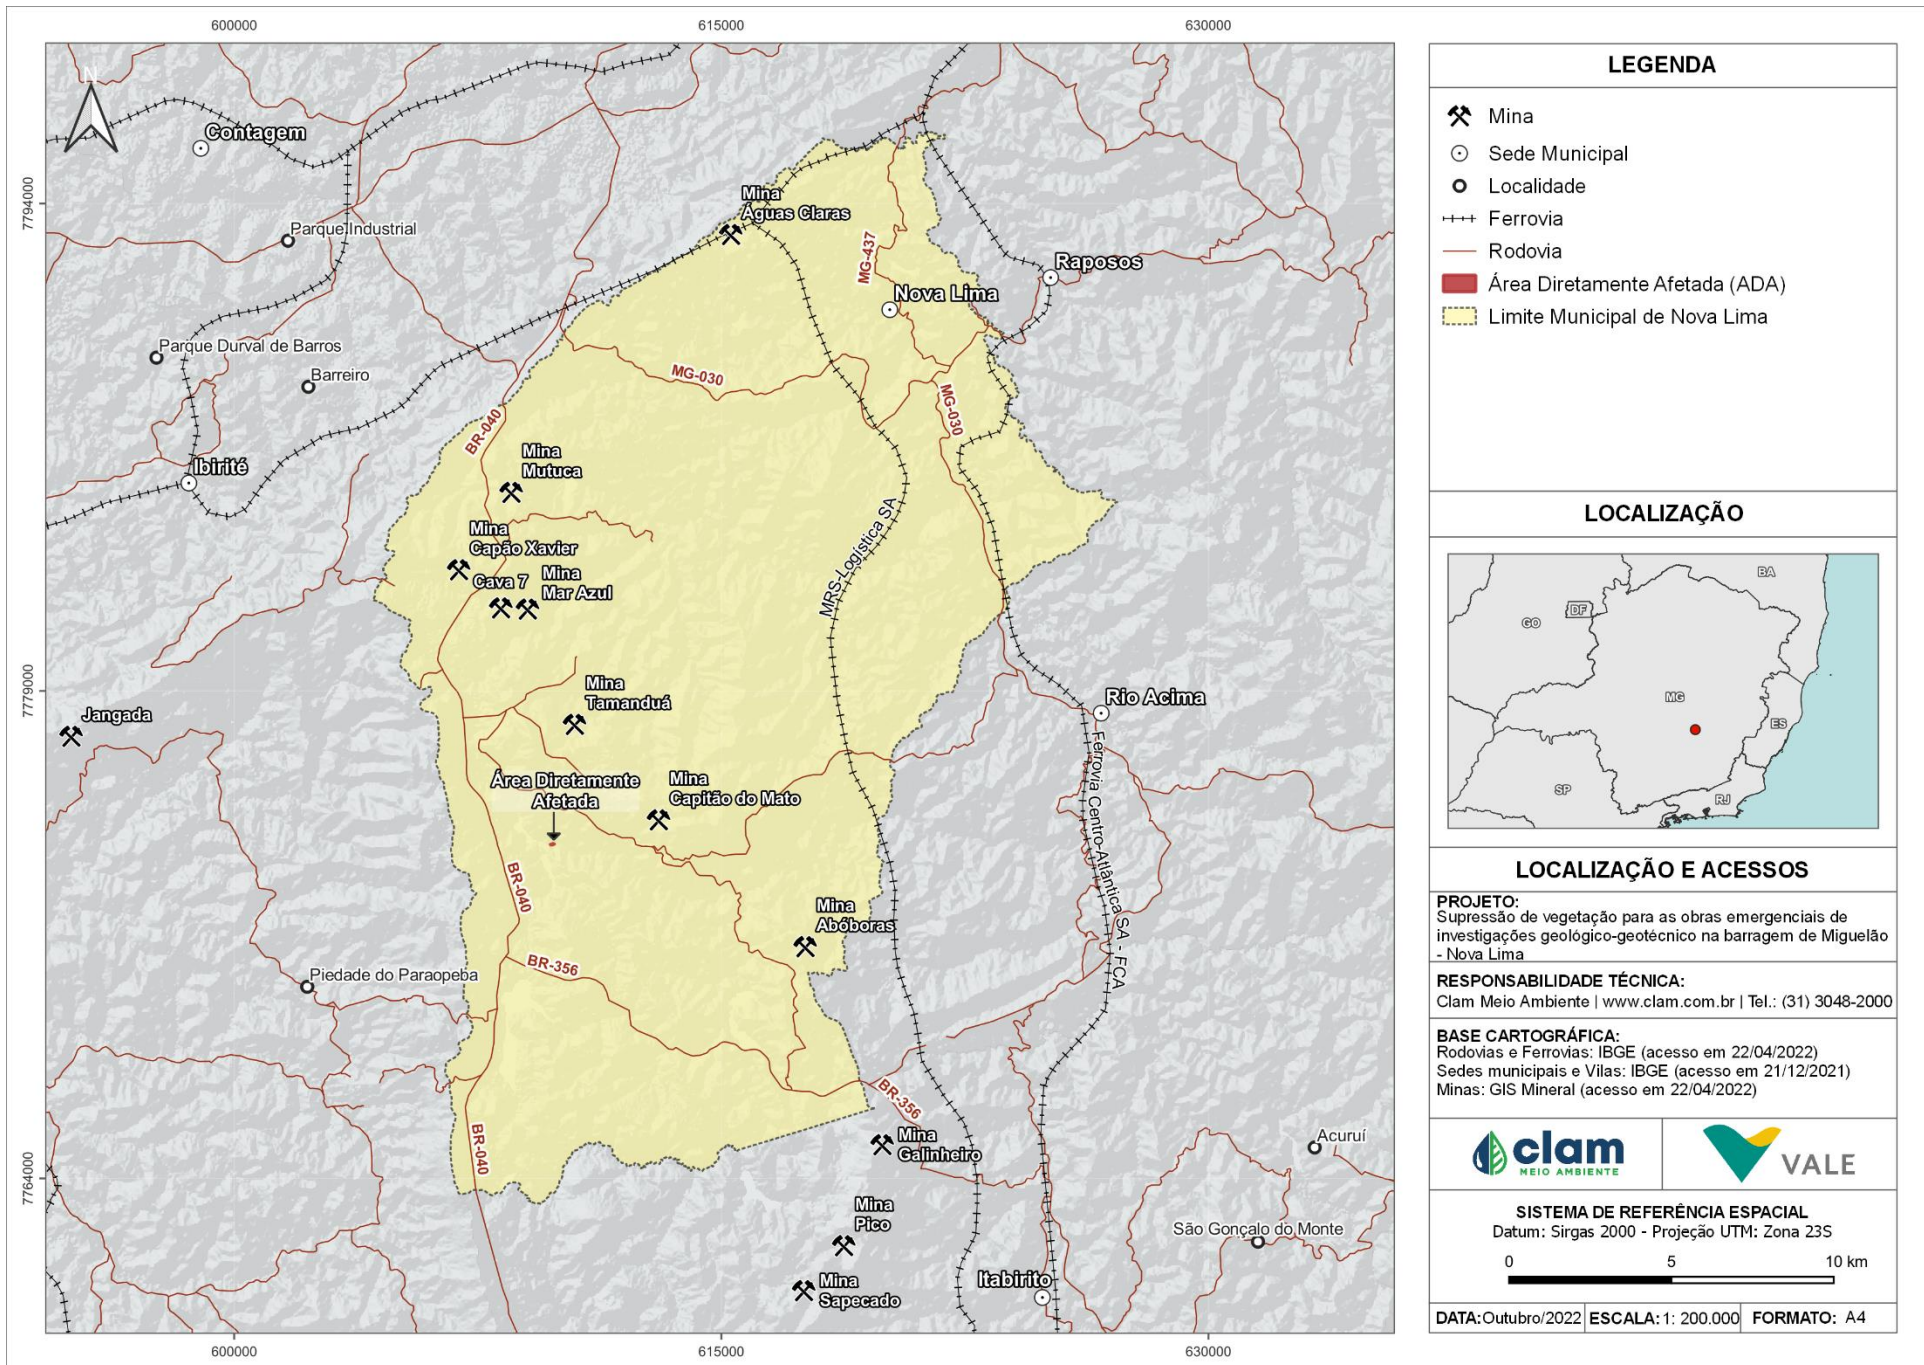 600000
615000
630000
7794000
7779000
7764000
N
Contagem
Parque Industrial
Parque Durval de Barros
Barreiro
Ibirité
Mina
Águas Claras
MG-437
Raposos
Nova Lima
MG-030
MG-030
BR-040
Mina
Mutuca
Mina
Capão Xavier
Cava 7
Mina
Mar Azul
MRS-Logística SA
Mina
Tamanduá
Jangada
Rio Acima
Área Diretamente
Afetada
Mina
Capitão do Mato
Ferrovia Centro-Atlântica SA - FCA
BR-040
Mina
Abóboras
BR-356
Piedade do Paraopeba
BR-356
BR-040
Mina
Galinheiro
Acuruí
Mina
Pico
São Gonçalo do Monte
Mina
Sapecado
Itabirito
600000
615000
630000
LEGENDA
Mina
Sede Municipal
Localidade
Ferrovia
Rodovia
Área Diretamente Afetada (ADA)
Limite Municipal de Nova Lima
LOCALIZAÇÃO
BA
DF
GO
MG
ES
SP
RJ
LOCALIZAÇÃO E ACESSOS
PROJETO:
Supressão de vegetação para as obras emergenciais de
investigações geológico-geotécnico na barragem de Miguelão
- Nova Lima
RESPONSABILIDADE TÉCNICA:
Clam Meio Ambiente | www.clam.com.br | Tel.: (31) 3048-2000
BASE CARTOGRÁFICA:
Rodovias e Ferrovias: IBGE (acesso em 22/04/2022)
Sedes municipais e Vilas: IBGE (acesso em 21/12/2021)
Minas: GIS Mineral (acesso em 22/04/2022)
clam
MEIO AMBIENTE
VALE
SISTEMA DE REFERÊNCIA ESPACIAL
Datum: Sirgas 2000 - Projeção UTM: Zona 23S
0 5 10 km
DATA:Outubro/2022 ESCALA: 1: 200.000 FORMATO: A4